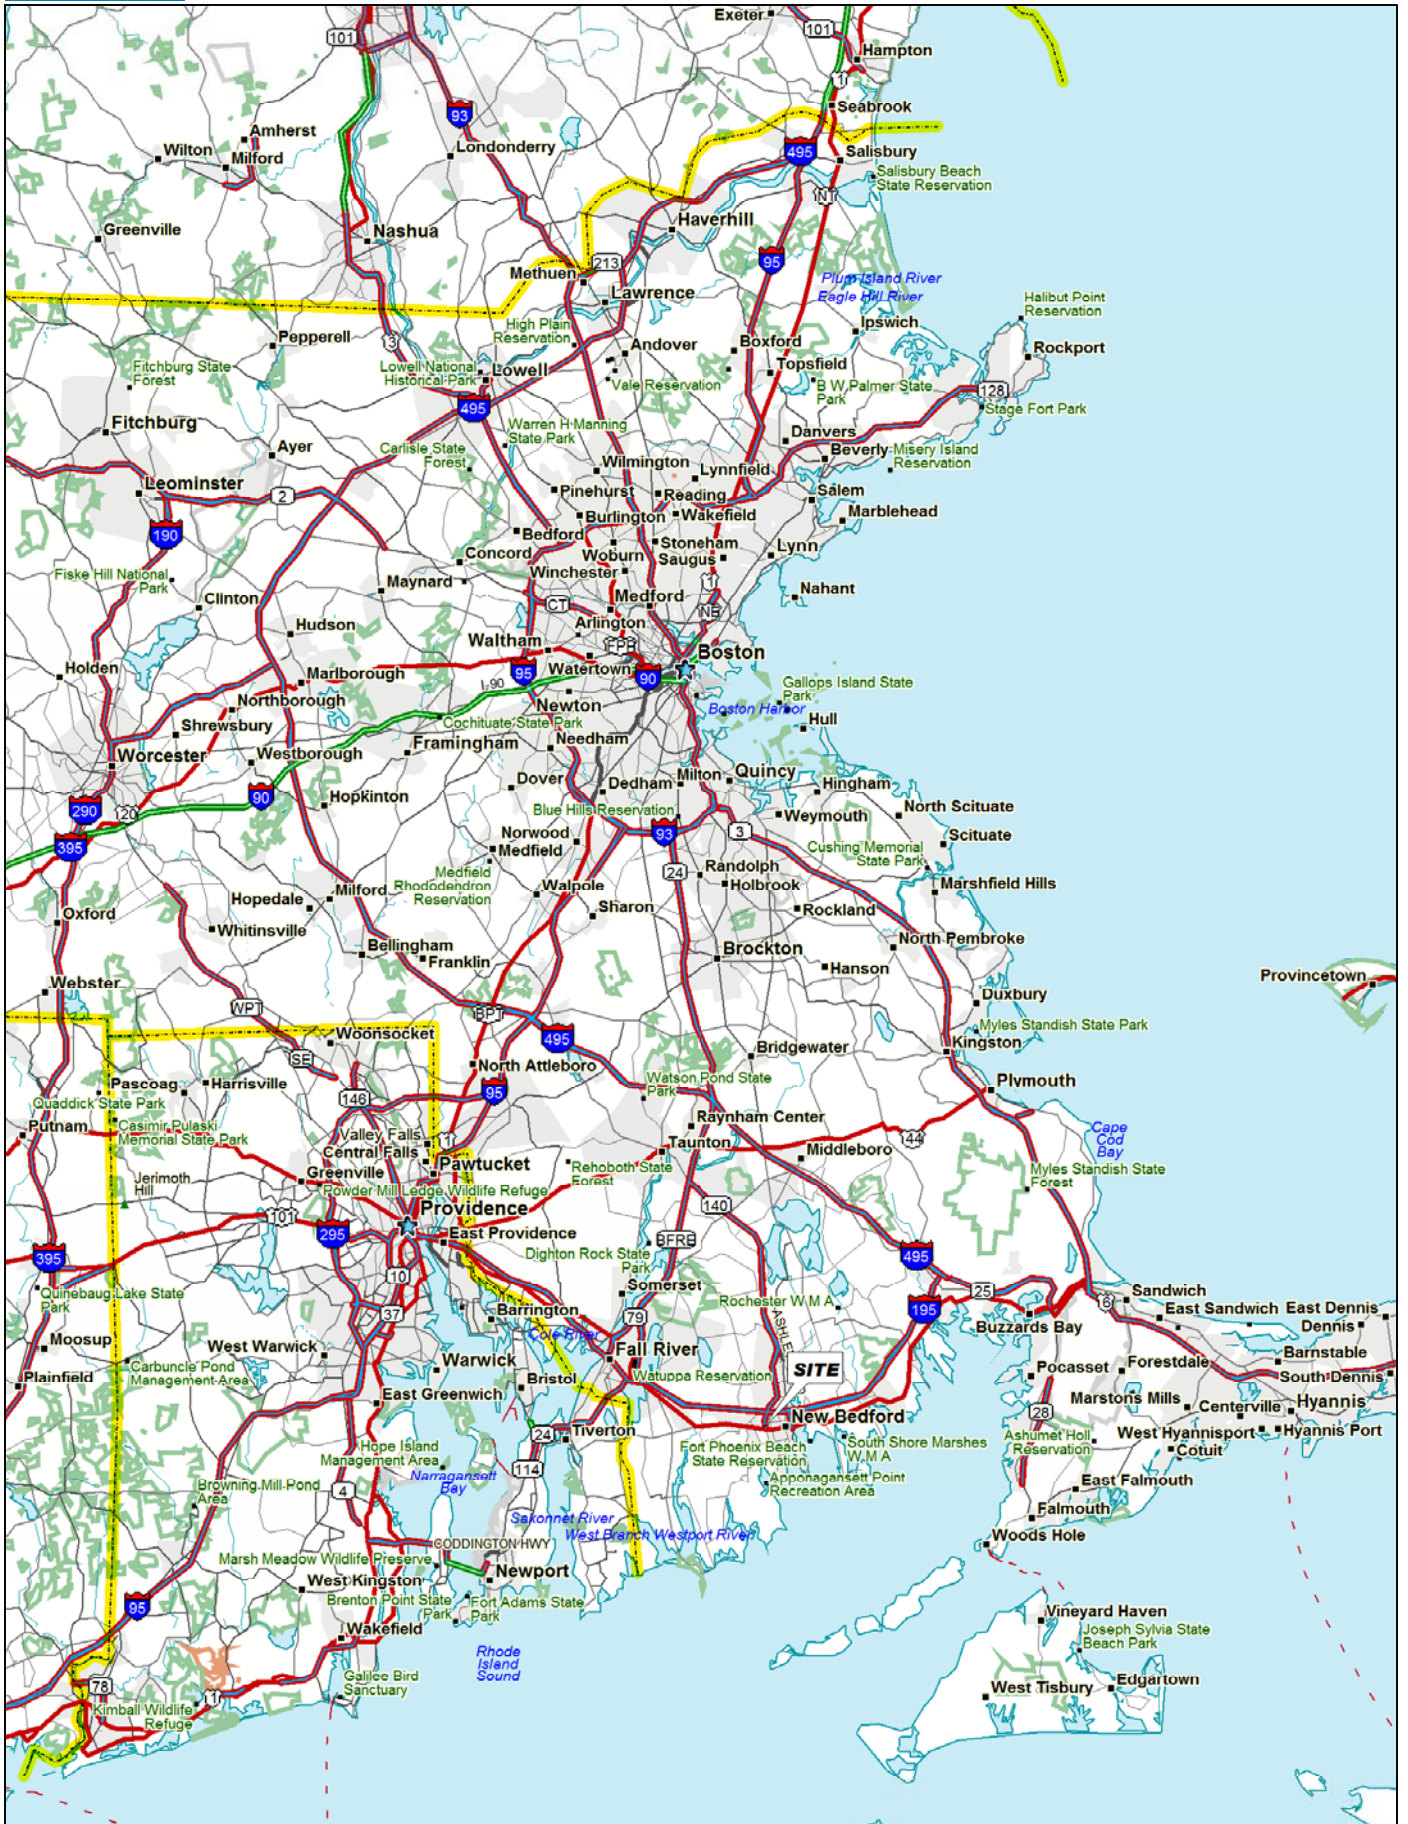 Exeter
101
101
Hampton
1
Seabrook
93
Amherst
Wilton
Milford
Londonderry
495
Salisbury
Salisbury Beach
State Reservation
Greenville
Nashua
Haverhill
213
Methuen
95
Plum Island River
Eagle Hill River
Lawrence
Halibut Point
Reservation
Pepperell
3
High Plain
Reservation
Andover
Boxford
Ipswich
Rockport
Fitchburg State
Forest
Lowell National
Historical Park
Lowell
Vale Reservation
Topsfield
B W Palmer State
Park
128
Stage Fort Park
495
Fitchburg
Warren H Manning
State Park
Danvers
Ayer
Carlisle State
Forest
Beverly
Misery Island
Reservation
Wilmington
Lynnfield
Leominster
2
Pinehurst
Reading
Salem
190
Burlington
Wakefield
Marblehead
Bedford
Stoneham
Concord
Woburn
Saugus
Lynn
Fiske Hill National
Park
Winchester
Maynard
1
Nahant
Clinton
CT
Medford
NE
Hudson
Arlington
Waltham
FPB
Boston
Holden
Marlborough
95
Watertown
90
I-90
Gallops Island State
Park
Northborough
Newton
Boston Harbor
Shrewsbury
Cochituate State Park
Hull
Worcester
Westborough
Framingham
Needham
Dover
Dedham
Milton
Quincy
Hingham
290
20
90
Hopkinton
Blue Hills Reservation
North Scituate
Weymouth
395
Norwood
Medfield
93
3
Scituate
Cushing Memorial
State Park
Medfield
Rhododendron
Reservation
24
Randolph
Holbrook
Marshfield Hills
Milford
Hopedale
Walpole
Sharon
Rockland
Oxford
Whitinsville
Bellingham
Franklin
Brockton
North Pembroke
Hanson
Provincetown
Webster
Duxbury
WPT
BPT
Woonsocket
495
Myles Standish State Park
Kingston
SE
Bridgewater
North Attleboro
Pascoag
Harrisville
95
Watson Pond State
Park
Plymouth
Quaddick State Park
146
Putnam
Casimir Pulaski
Memorial State Park
Raynham Center
Valley Falls
Central Falls
1
Taunton
44
Middleboro
Cape
Cod
Bay
Pawtucket
Jerimoth
Hill
Greenville
Rehoboth State
Forest
Myles Standish State
Forest
Powder Mill Ledge Wildlife Refuge
Providence
140
101
295
East Providence
BFRE
395
Dighton Rock State
Park
495
10
Somerset
25
Sandwich
Quinebaug Lake State
Park
37
Barrington
Rochester W M A
195
6
East Sandwich
East Dennis
79
Buzzards Bay
Dennis
Moosup
West Warwick
Cole River
Fall River
ASHLE
Barnstable
Carbuncle Pond
Management Area
Warwick
SITE
Pocasset
Forestdale
Plainfield
Bristol
Watuppa Reservation
South Dennis
East Greenwich
Marstons Mills
Hyannis
New Bedford
28
Centerville
24
Tiverton
West Hyannisport
Hyannis Port
Hope Island
Management Area
Fort Phoenix Beach
State Reservation
South Shore Marshes
W M A
Ashumet Holl
Reservation
Cotuit
114
Narragansett
Bay
Apponagansett Point
Recreation Area
East Falmouth
Browning Mill Pond
Area
4
Falmouth
Sakonnet River
West Branch Westport River
Woods Hole
CODDINGTON HWY
Marsh Meadow Wildlife Preserve
Newport
West Kingston
95
Brenton Point State
Park
Fort Adams State
Park
Vineyard Haven
Wakefield
Joseph Sylvia State
Beach Park
Rhode
Island
Sound
Galilee Bird
Sanctuary
Edgartown
78
1
West Tisbury
Kimball Wildlife
Refuge